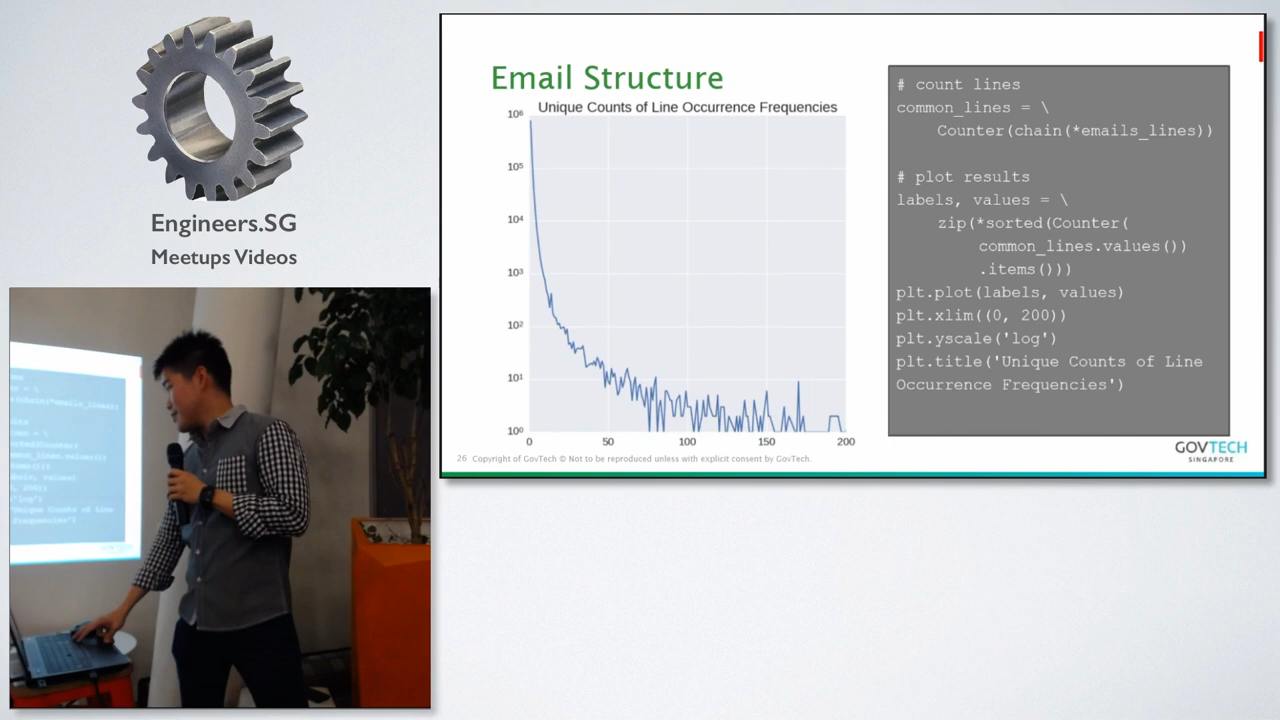 Engineers.SG
Meetups Videos
Email Structure
Unique Counts of Line Occurrence Frequencies
10⁶
10⁵
10⁴
10³
10²
10¹
10⁰
0 50 100 150 200
# count lines
common_lines = \
Counter(chain(*emails_lines))
# plot results
labels, values = \
zip(*sorted(Counter(
common_lines.values())
.items()))
plt.plot(labels, values)
plt.xlim((0, 200))
plt.yscale('log')
plt.title('Unique Counts of Line
Occurrence Frequencies')
26 Copyright of GovTech © Not to be reproduced unless with explicit consent by GovTech.
GOVTECH
SINGAPORE